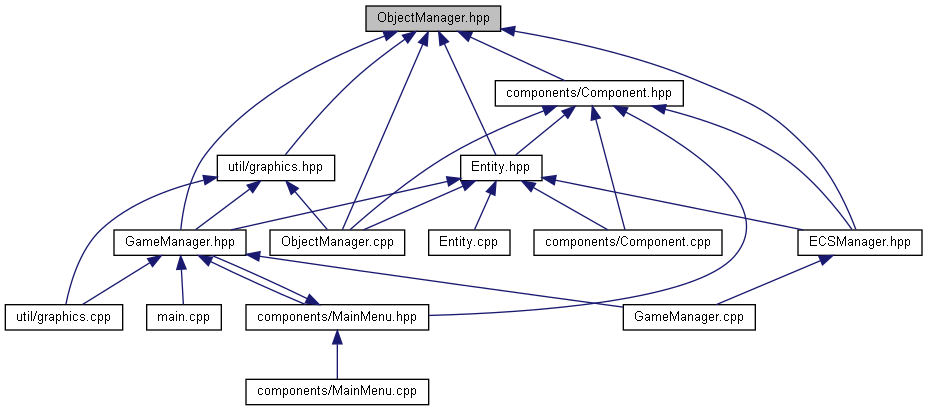 ObjectManager.hpp
components/Component.hpp
util/graphics.hpp
Entity.hpp
GameManager.hpp
ObjectManager.cpp
Entity.cpp
components/Component.cpp
ECSManager.hpp
util/graphics.cpp
main.cpp
components/MainMenu.hpp
GameManager.cpp
components/MainMenu.cpp